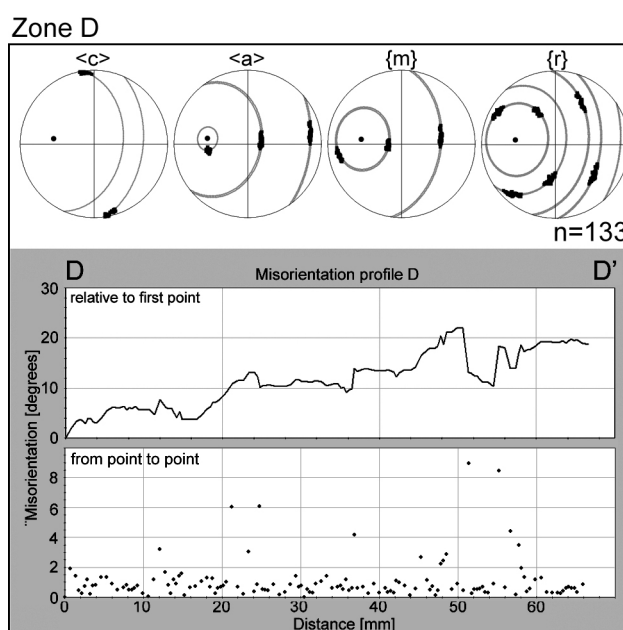 Zone D
<c> <a> {m} {r}
n=133
D Misorientation profile D D’
30
20
10
0
relative to first point
¨Misorientation [degrees]
8
6
4
2
0
from point to point
0 10 20 30 40 50 60
Distance [mm]